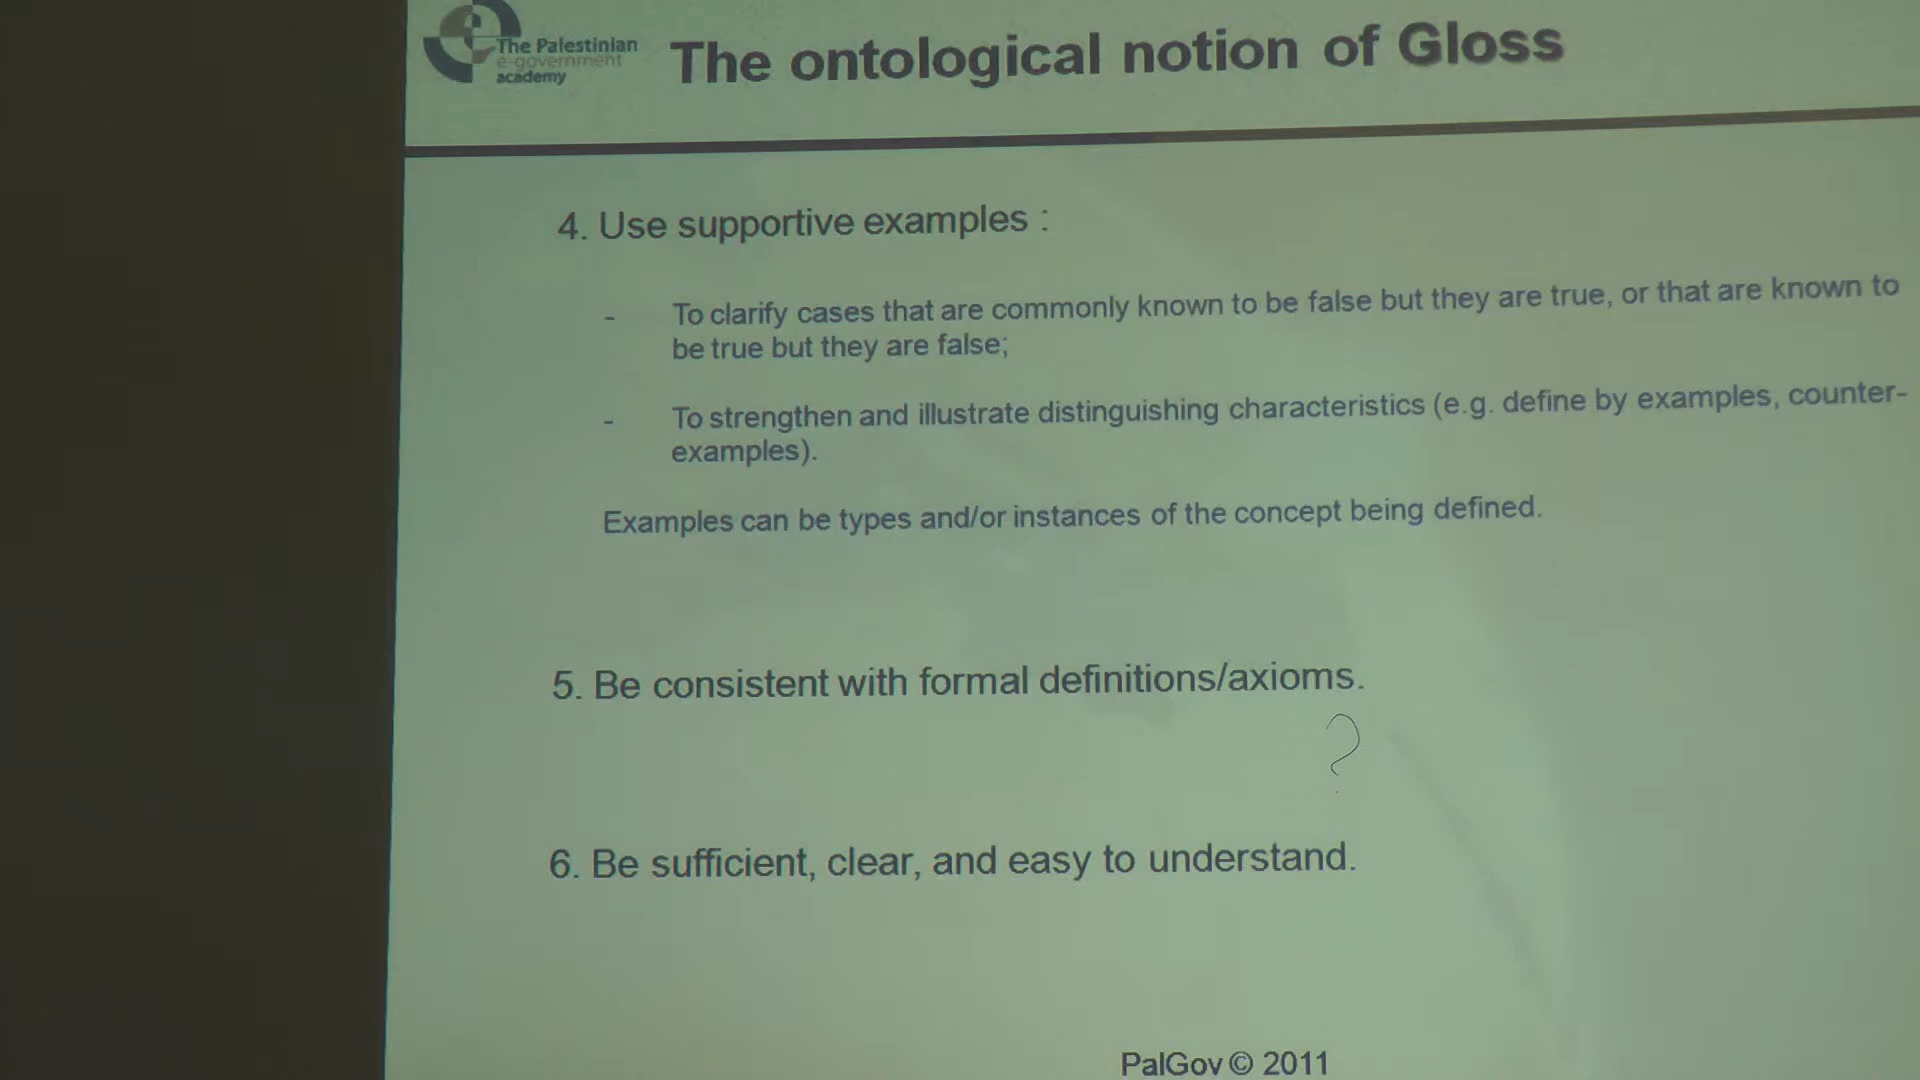 The Palestinian
e-government
academy
The ontological notion of Gloss
4. Use supportive examples :
- To clarify cases that are commonly known to be false but they are true, or that are known to
be true but they are false;
- To strengthen and illustrate distinguishing characteristics (e.g. define by examples, counter-
examples).
Examples can be types and/or instances of the concept being defined.
5. Be consistent with formal definitions/axioms.
?
6. Be sufficient, clear, and easy to understand.
PalGov © 2011